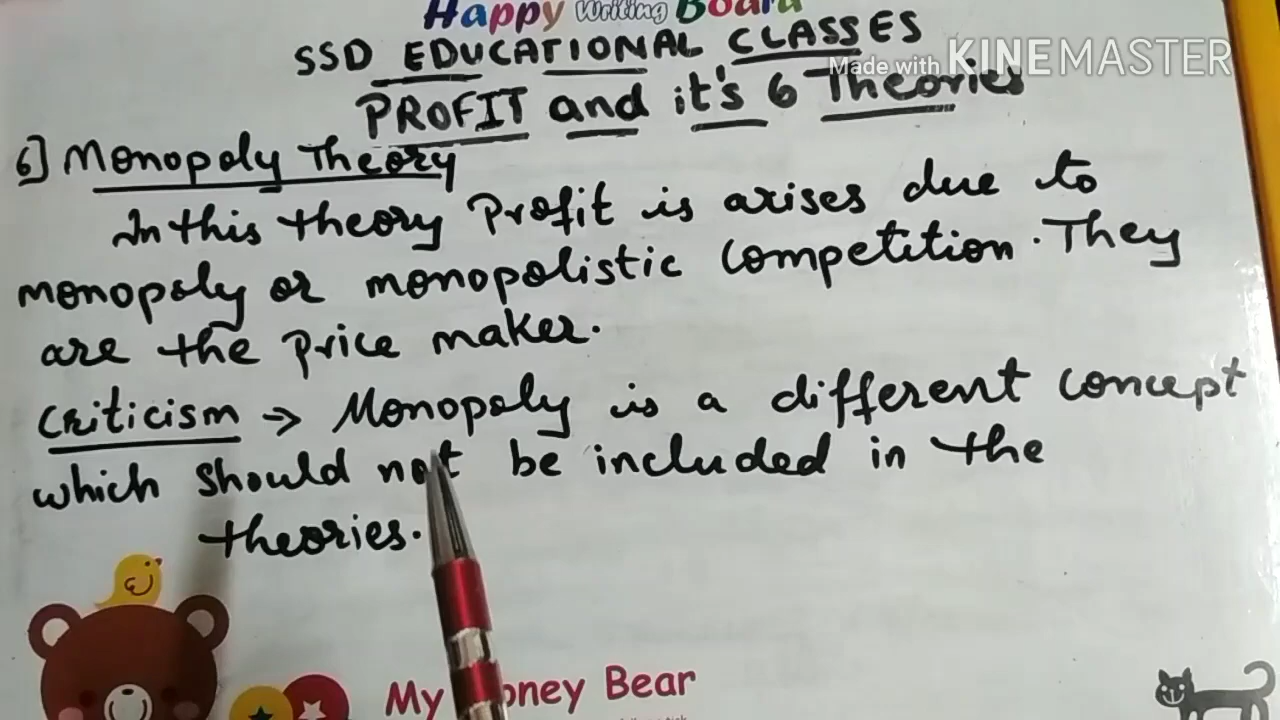 Happy Writing Board
SSD EDUCATIONAL CLASSES
Made with KINEMASTER
PROFIT and it's 6 Theories
6] Monopoly Theory
In this theory Profit is arises due to
monopoly or monopolistic competition. They
are the price maker.
Criticism → Monopoly is a different concept
which should not be included in the
theories.
My oney Bear